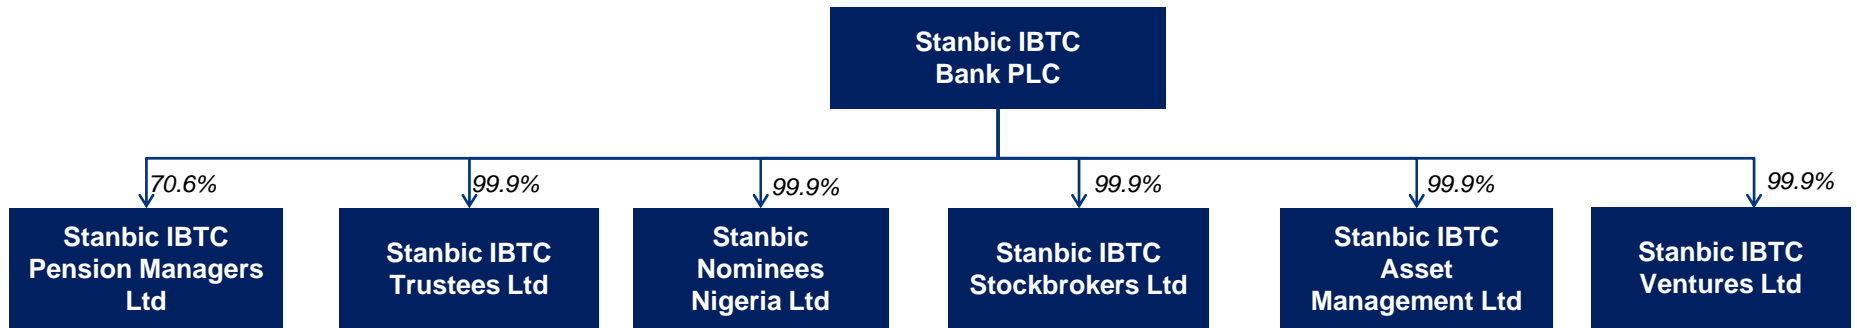 Stanbic IBTC
Bank PLC
70.6%
99.9%
99.9%
99.9%
99.9%
99.9%
Stanbic IBTC
Pension Managers
Ltd
Stanbic IBTC
Trustees Ltd
Stanbic
Nominees
Nigeria Ltd
Stanbic IBTC
Stockbrokers Ltd
Stanbic IBTC
Asset
Management Ltd
Stanbic IBTC
Ventures Ltd